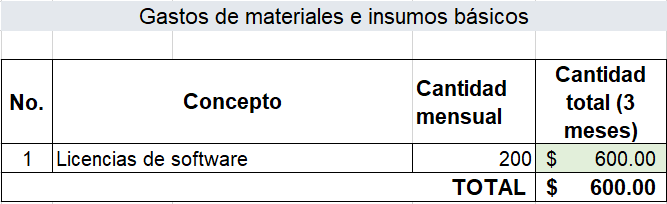 Gastos de materiales e insumos básicos
No. Concepto Cantidad mensual Cantidad total (3 meses)
1 Licencias de software 200 $ 600.00
TOTAL $ 600.00